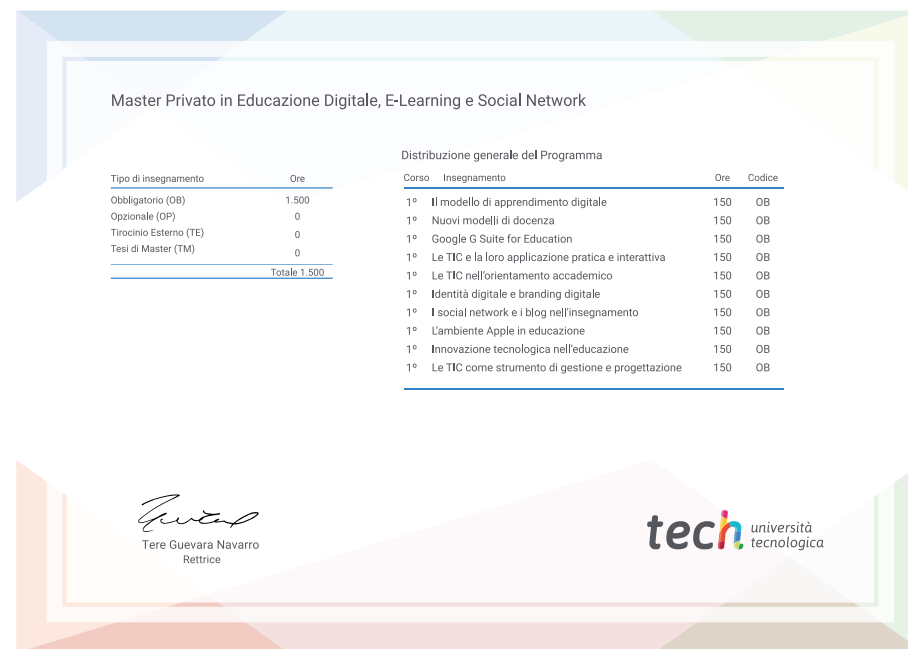 Master Privato in Educazione Digitale, E-Learning e Social Network
Tipo di insegnamento Ore
Obbligatorio (OB) 1.500
Opzionale (OP) 0
Tirocinio Esterno (TE) 0
Tesi di Master (TM) 0
Totale 1.500
Distribuzione generale del Programma
Corso Insegnamento Ore Codice
1º Il modello di apprendimento digitale 150 OB
1º Nuovi modelli di docenza 150 OB
1º Google G Suite for Education 150 OB
1º Le TIC e la loro applicazione pratica e interattiva 150 OB
1º Le TIC nell'orientamento accademico 150 OB
1º Identità digitale e branding digitale 150 OB
1º I social network e i blog nell'insegnamento 150 OB
1º L'ambiente Apple in educazione 150 OB
1º Innovazione tecnologica nell'educazione 150 OB
1º Le TIC come strumento di gestione e progettazione 150 OB
Tere Guevara Navarro
Rettrice
tech università
tecnologica